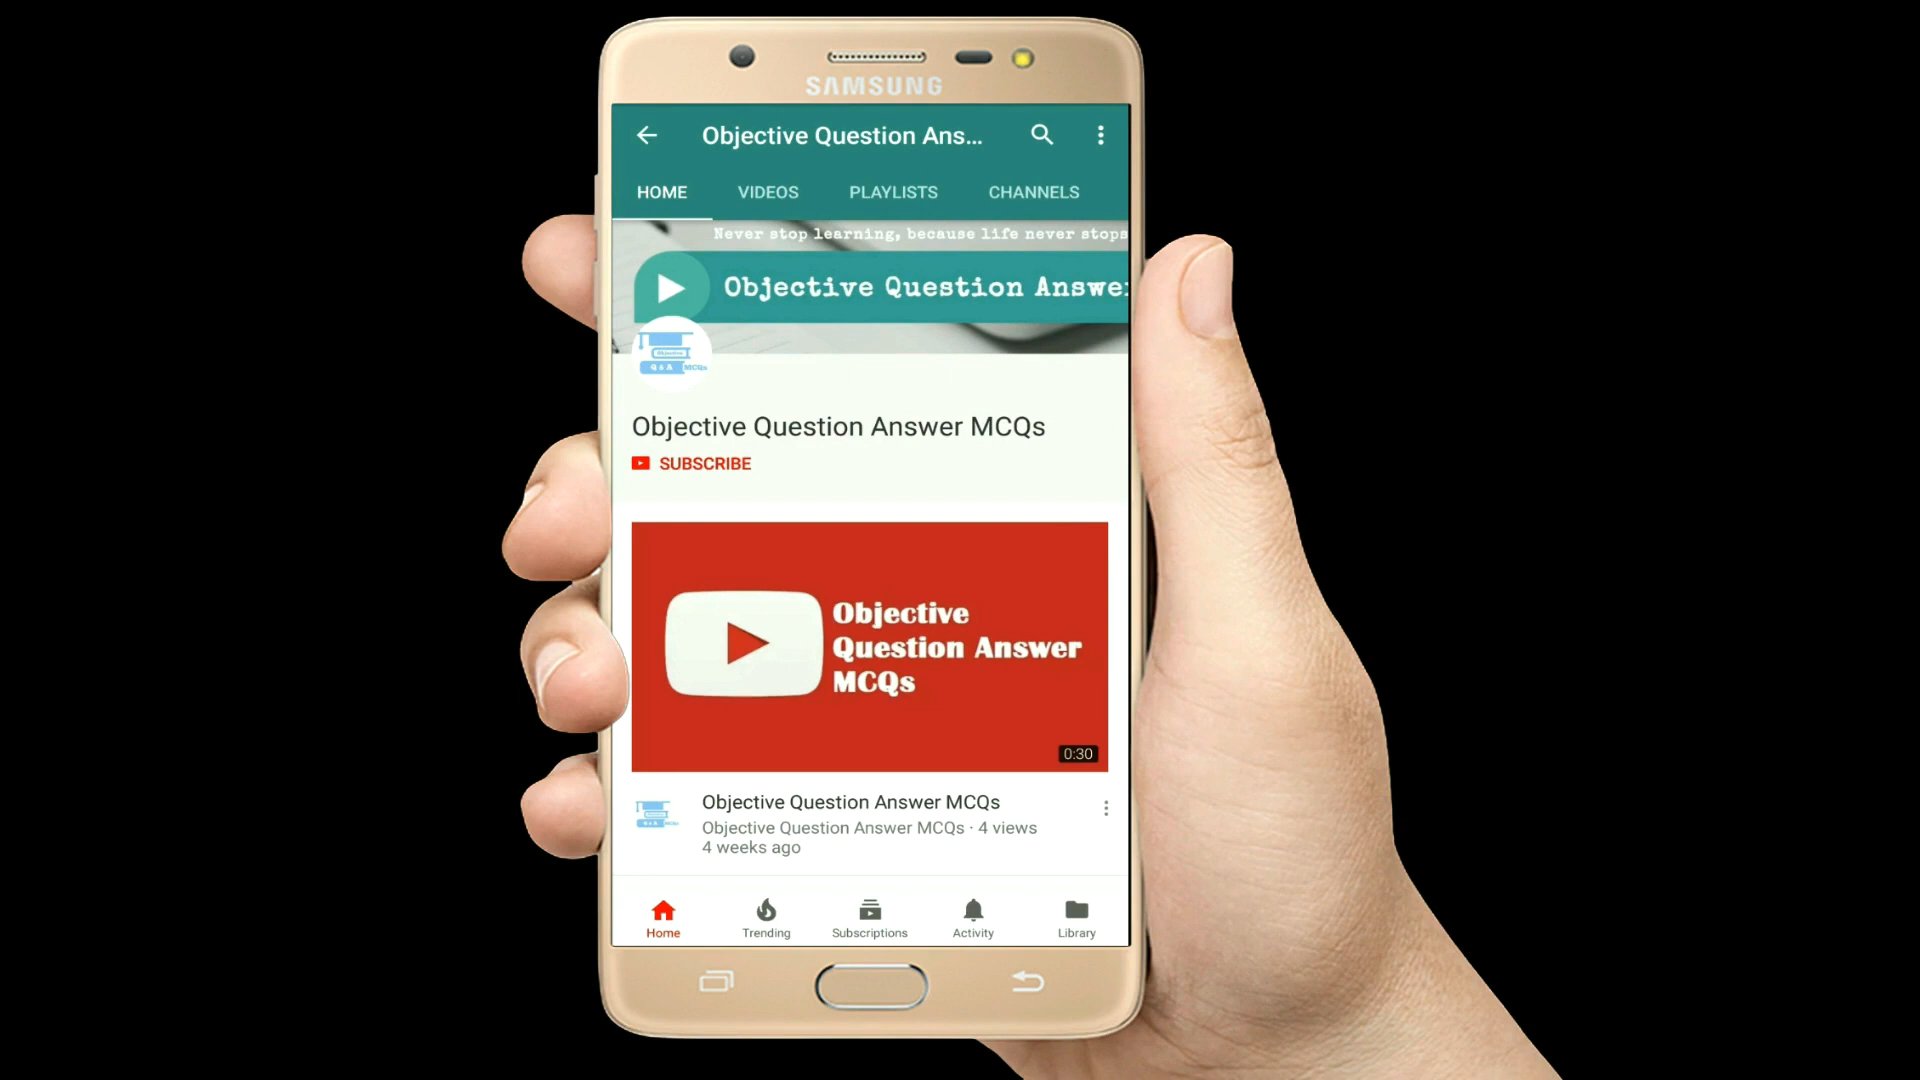 SAMSUNG
Objective Question Ans...
HOME VIDEOS PLAYLISTS CHANNELS
Never stop learning, because life never stops
Objective Question Answe
Objective
Q & A MCQs
Objective Question Answer MCQs
SUBSCRIBE
Objective
Question Answer
MCQs
0:30
Objective Question Answer MCQs
Objective Question Answer MCQs · 4 views
4 weeks ago
Home Trending Subscriptions Activity Library